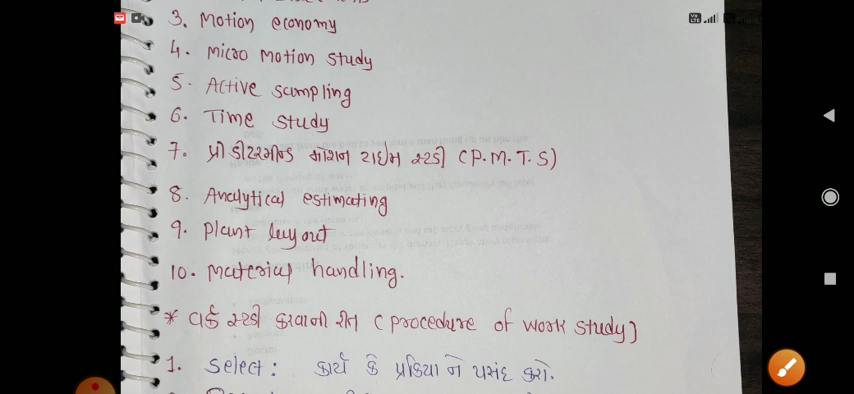 3. Motion economy
4. Micro Motion study
5. Active sampling
6. Time study
7. પ્રી ડીટરમીન્ડ મોશન ટાઇમ સ્ટડી (P.M.T.S)
8. Analytical estimating
9. Plant layout
10. Material handling.
* વર્ક સ્ટડી કરવાની રીત (procedure of work study)
1. select: કાર્ય કે પ્રક્રિયા ને પસંદ કરો.